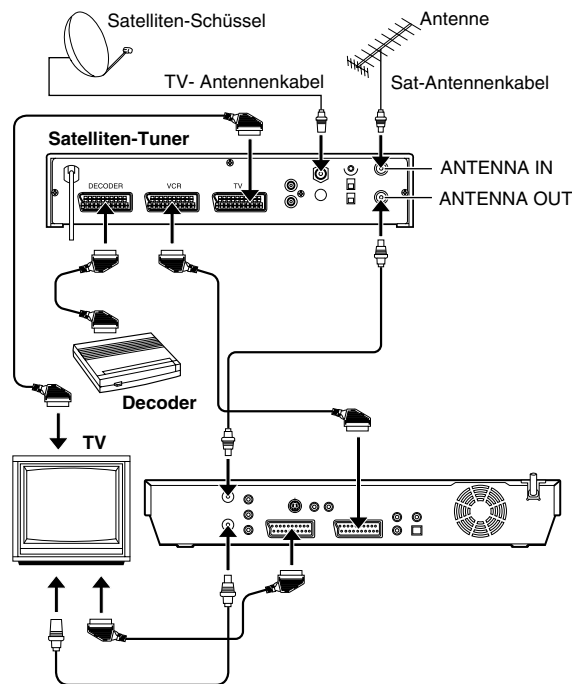 Satelliten-Schüssel
Antenne
TV- Antennenkabel
Sat-Antennenkabel
Satelliten-Tuner
ANTENNA IN
DECODER
VCR
TV
ANTENNA OUT
Decoder
TV